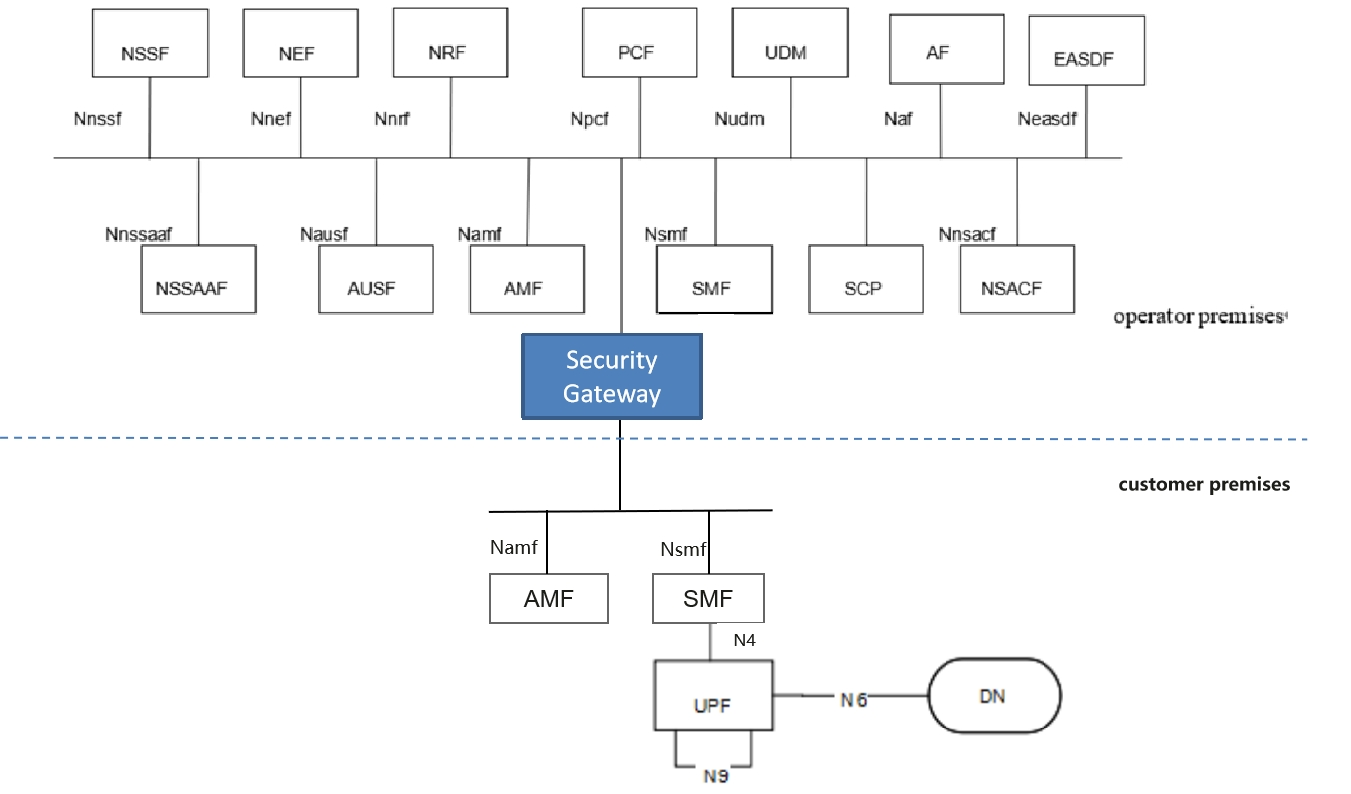 NSSF
NEF
NRF
PCF
UDM
AF
EASDF
Nnssf
Nnef
Nnrf
Npcf
Nudm
Naf
Neasdf
Nnssaaf
Nausf
Namf
Nsmf
Nnsacf
NSSAAF
AUSF
AMF
SMF
SCP
NSACF
operator premises
Security
Gateway
customer premises
Namf
Nsmf
AMF
SMF
N4
UPF
N6
DN
N9